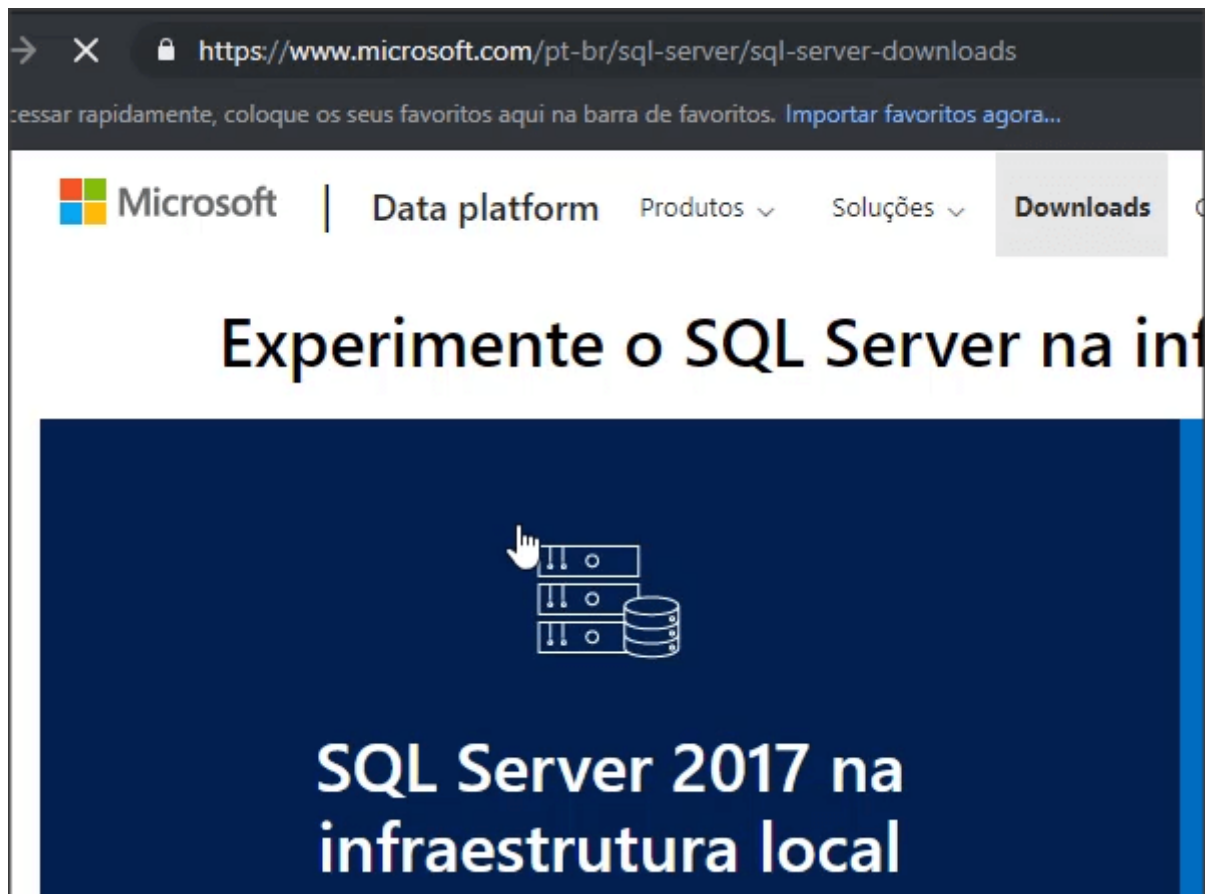 https://www.microsoft.com/pt-br/sql-server/sql-server-downloads
rapidamente, coloque os seus favoritos aqui na barra de favoritos. Importar favoritos agora...
Microsoft | Data platform Produtos Soluções Downloads
Experimente o SQL Server na
SQL Server 2017 na
infraestrutura local